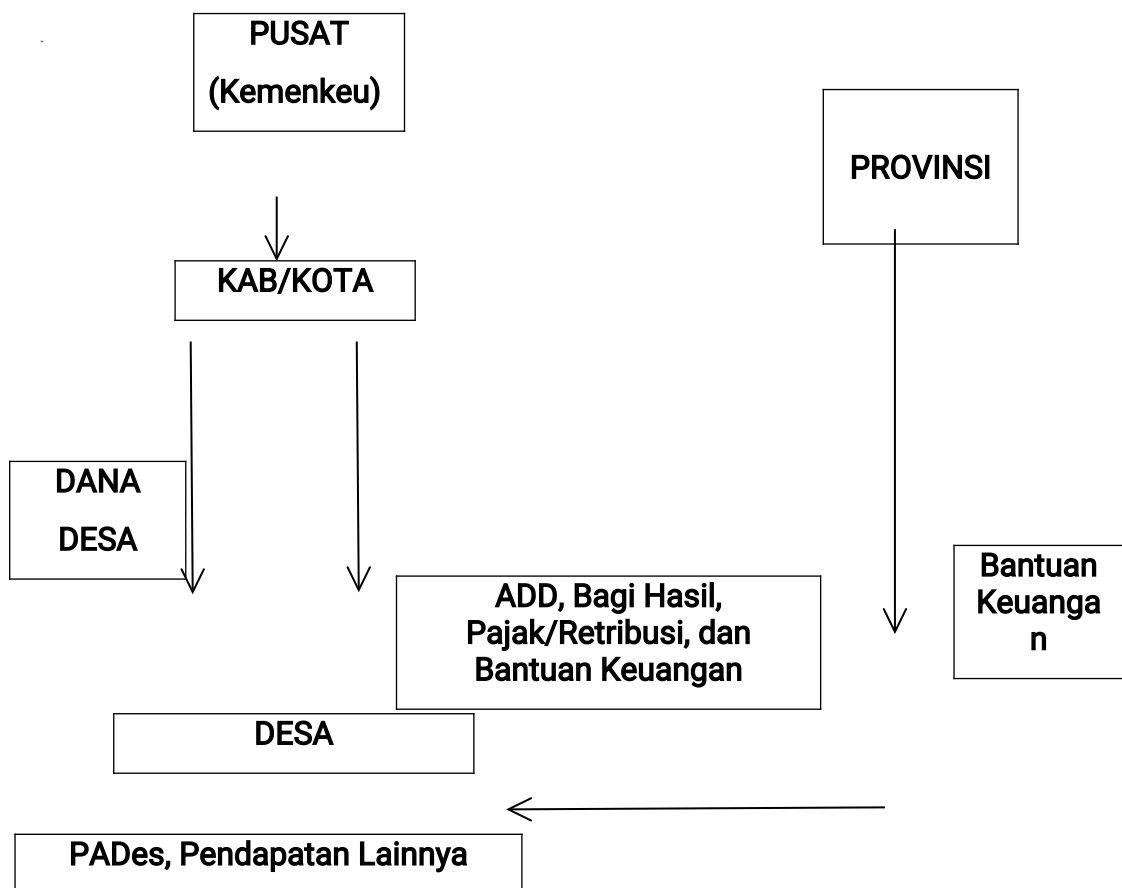 PUSAT
(Kemenkeu)
PROVINSI
KAB/KOTA
DANA
DESA
Bantuan
Keuanga
n
ADD, Bagi Hasil,
Pajak/Retribusi, dan
Bantuan Keuangan
DESA
PADes, Pendapatan Lainnya